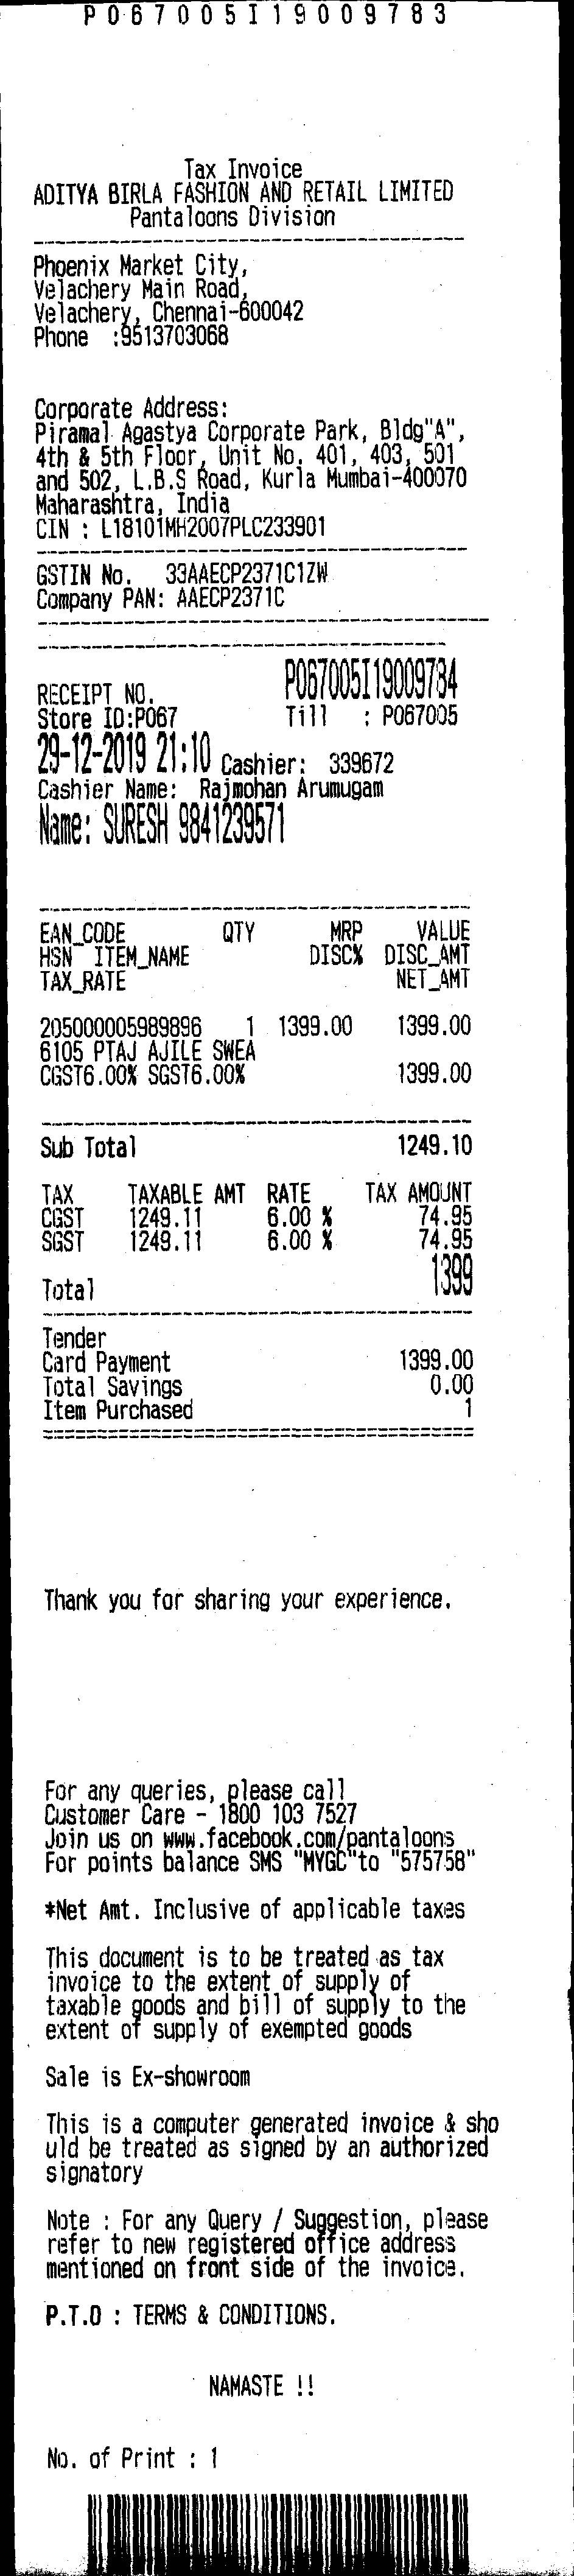 P067005I19009783
Tax Invoice
ADITYA BIRLA FASHION AND RETAIL LIMITED
Pantaloons Division
Phoenix Market City,
Velachery Main Road,
Velachery, Chennai-600042
Phone :9513703068
Corporate Address:
Piramal Agastya Corporate Park, Bldg"A",
4th & 5th Floor, Unit No. 401, 403, 501
and 502, L.B.S Road, Kurla Mumbai-400070
Maharashtra, India
CIN : L18101MH2007PLC233901
GSTIN No. 33AAECP2371C1ZW
Company PAN: AAECP2371C
RECEIPT NO. P067005I19009784
Store ID:P067 Till : P067005
29-12-2019 21:10 Cashier: 339672
Cashier Name: Rajmohan Arumugam
Name: SURESH 9841239571
EAN_CODE QTY MRP VALUE
HSN ITEM_NAME DISC% DISC_AMT
TAX_RATE NET_AMT
205000005989896 1 1399.00 1399.00
6105 PTAJ AJILE SWEA
CGST6.00% SGST6.00% 1399.00
Sub Total 1249.10
TAX TAXABLE AMT RATE TAX AMOUNT
CGST 1249.11 6.00 % 74.95
SGST 1249.11 6.00 % 74.95
Total 1399
Tender
Card Payment 1399.00
Total Savings 0.00
Item Purchased 1
Thank you for sharing your experience.
For any queries, please call
Customer Care - 1800 103 7527
Join us on www.facebook.com/pantaloons
For points balance SMS "MYGC"to "575758"
*Net Amt. Inclusive of applicable taxes
This document is to be treated as tax
invoice to the extent of supply of
taxable goods and bill of supply to the
extent of supply of exempted goods
Sale is Ex-showroom
This is a computer generated invoice & sho
uld be treated as signed by an authorized
signatory
Note : For any Query / Suggestion, please
refer to new registered office address
mentioned on front side of the invoice.
P.T.O : TERMS & CONDITIONS.
NAMASTE !!
No. of Print : 1